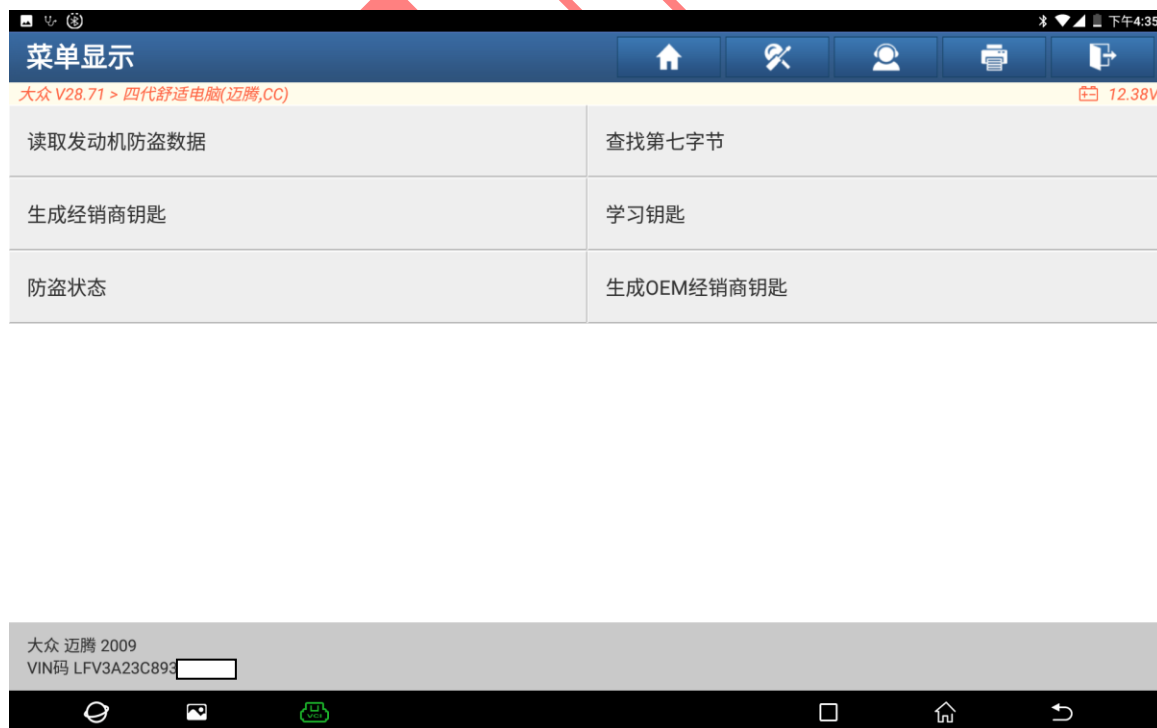 下午4:35
菜单显示
大众 V28.71 > 四代舒适电脑(迈腾,CC)
12.38V
读取发动机防盗数据
查找第七字节
生成经销商钥匙
学习钥匙
防盗状态
生成OEM经销商钥匙
大众 迈腾 2009
VIN码 LFV3A23C893
VCI